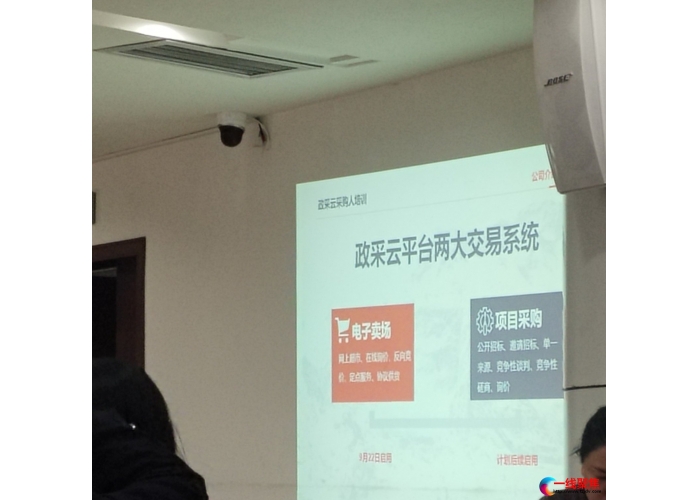 BOSE
公司介
政采云采购人培训
政采云平台两大交易系统
电子卖场
网上超市、在线询价、反向竞
价、定点服务、协议供货
项目采购
公开招标、邀请招标、单一
来源、竞争性谈判、竞争性
磋商、询价
9月22日启用
计划后续启用